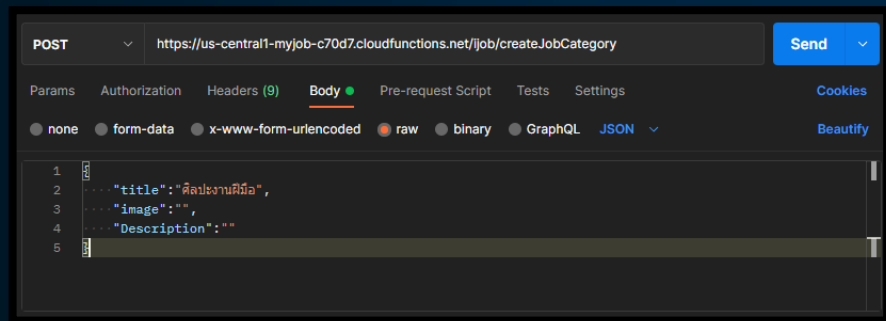 POST https://us-central1-myjob-c70d7.cloudfunctions.net/ijob/createJobCategory Send
Params Authorization Headers (9) Body Pre-request Script Tests Settings Cookies
none form-data x-www-form-urlencoded raw binary GraphQL JSON Beautify
1 {
2 "title":"ศิลปะงานฝีมือ",
3 "image":"",
4 "Description":""
5 }